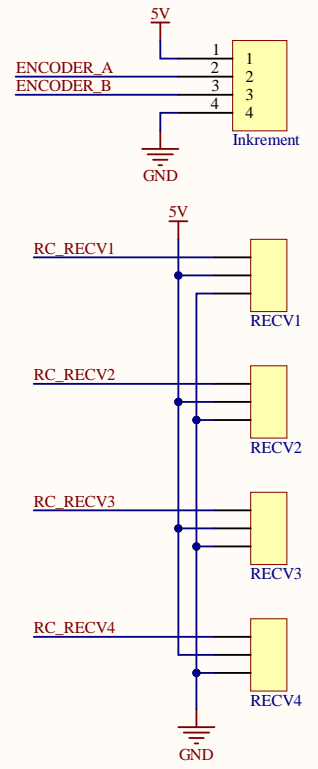 5V
1 1
ENCODER_A 2 2
ENCODER_B 3 3
4 4
Inkrement
GND
5V
RC_RECV1
RECV1
RC_RECV2
RECV2
RC_RECV3
RECV3
RC_RECV4
RECV4
GND